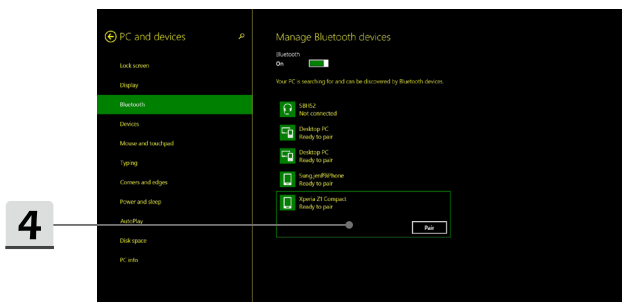 PC and devices
Lock screen
Display
Bluetooth
Devices
Mouse and touchpad
Typing
Corners and edges
Power and sleep
AutoPlay
Disk space
PC info
Manage Bluetooth devices
Bluetooth
On
Your PC is searching for and can be discovered by Bluetooth devices.
SBH52
Not connected
Desktop PC
Ready to pair
Desktop PC
Ready to pair
Ready to pair
Xperia Z1 Compact
Ready to pair
Pair
4